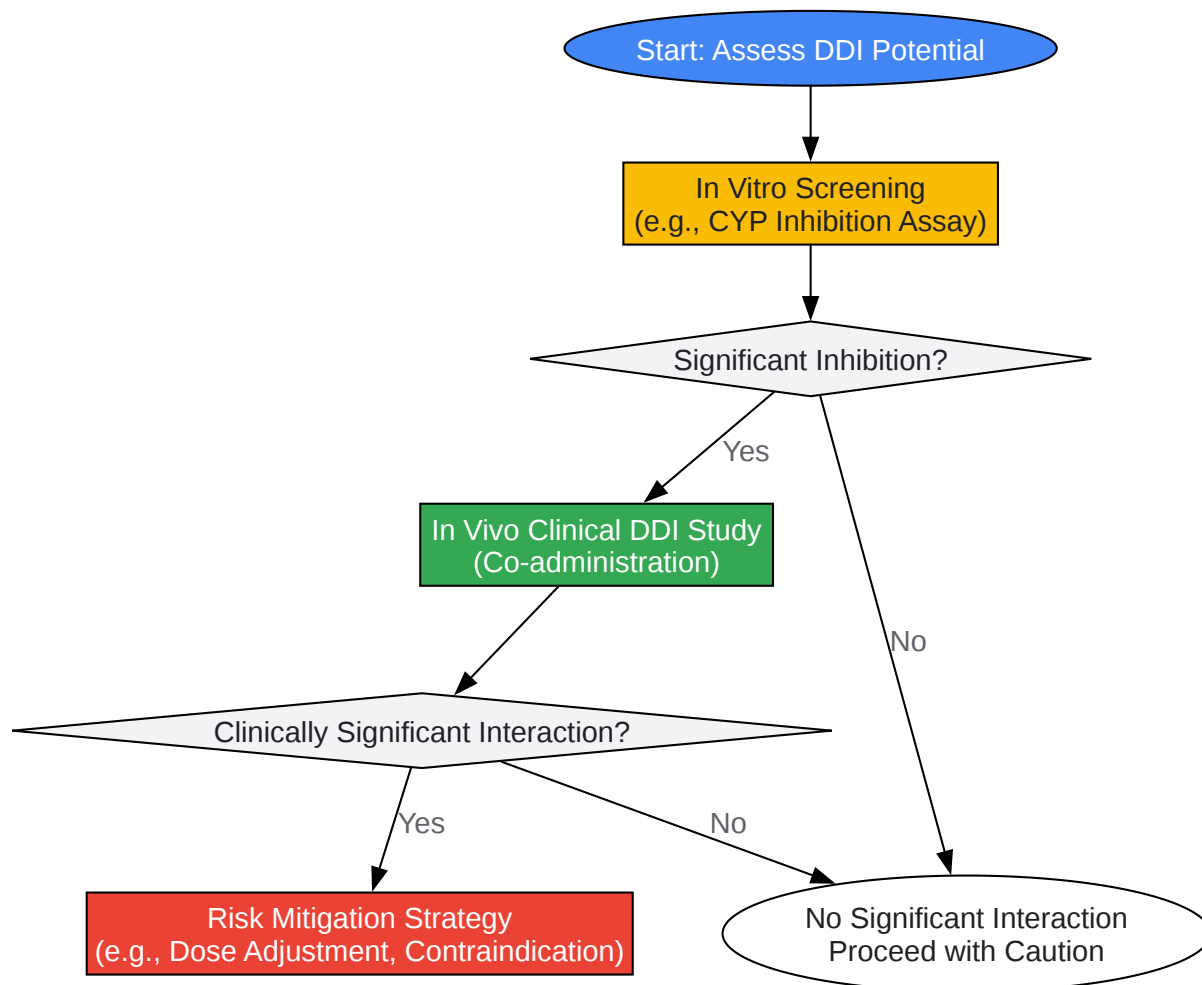 Start: Assess DDI Potential
In Vitro Screening
(e.g., CYP Inhibition Assay)
Significant Inhibition?
Yes
In Vivo Clinical DDI Study
(Co-administration)
No
Clinically Significant Interaction?
Yes
No
Risk Mitigation Strategy
(e.g., Dose Adjustment, Contraindication)
No Significant Interaction
Proceed with Caution